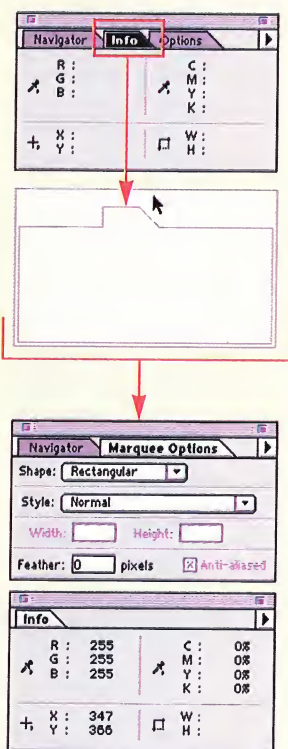 Navigator Info Options
R : C :
G : M :
B : Y :
K :
X : W :
Y : H :
Navigator Marquee Options
Shape: Rectangular
Style: Normal
Width: Height:
Feather: 0 pixels Anti-aliased
Info
R : 255 C : 0%
G : 255 M : 0%
B : 255 Y : 0%
K : 0%
X : 347 W :
Y : 366 H :